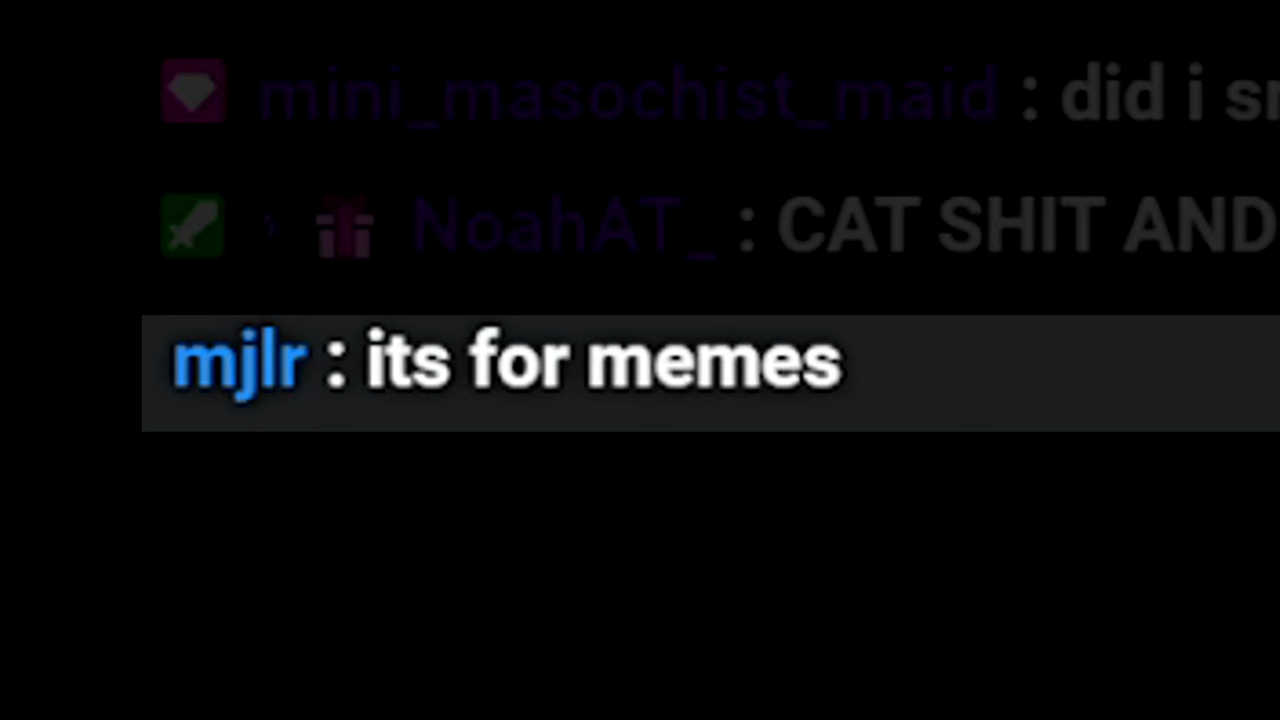 mini_masochist_maid : did i
NoahAT_ : CAT SHIT AND
mjlr : its for memes